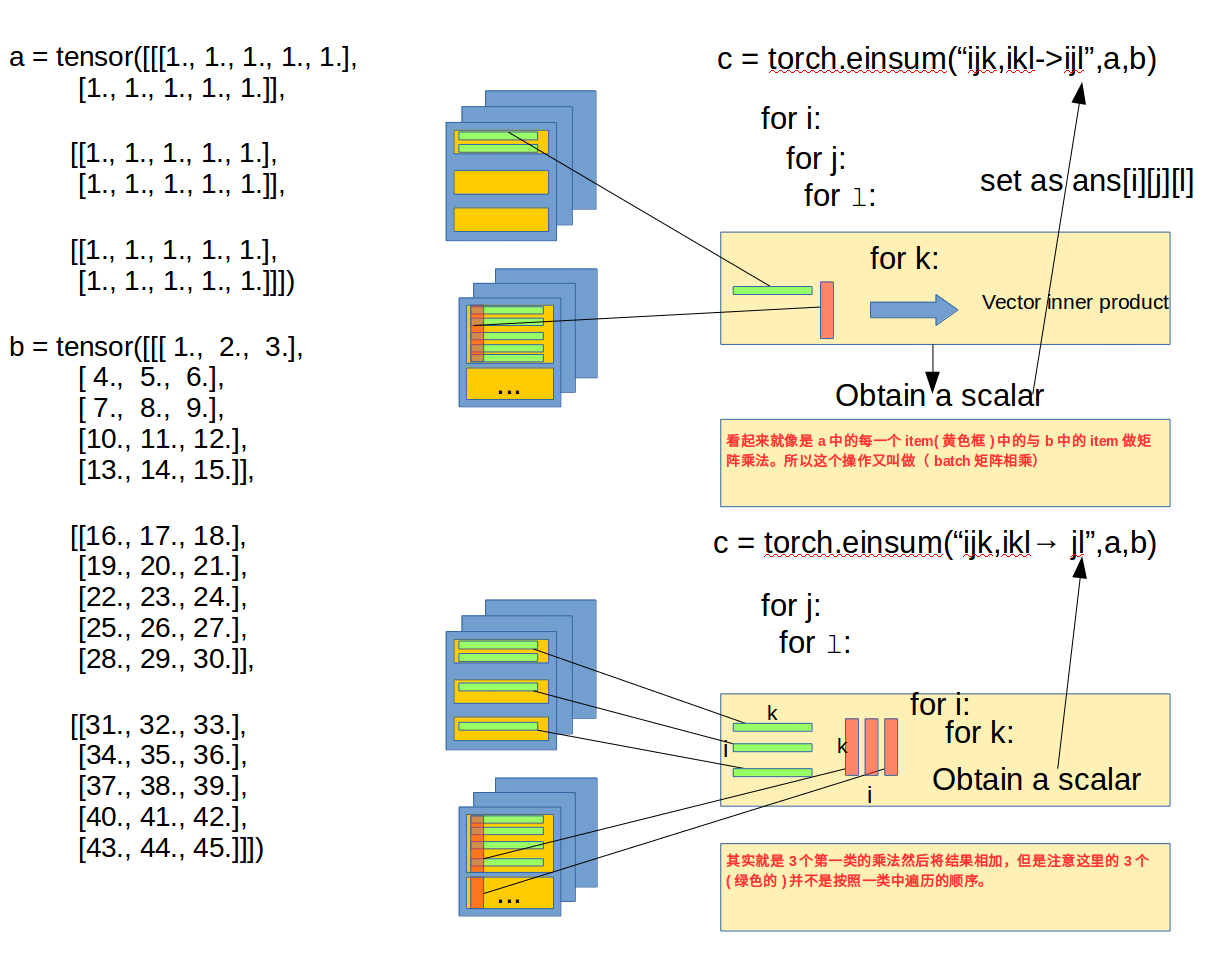 a = tensor([[[1., 1., 1., 1., 1.],
[1., 1., 1., 1., 1.]],
[[1., 1., 1., 1., 1.],
[1., 1., 1., 1., 1.]],
[[1., 1., 1., 1., 1.],
[1., 1., 1., 1., 1.]]])
b = tensor([[[ 1.,  2.,  3.],
[ 4.,  5.,  6.],
[ 7.,  8.,  9.],
[10., 11., 12.],
[13., 14., 15.]],
[[16., 17., 18.],
[19., 20., 21.],
[22., 23., 24.],
[25., 26., 27.],
[28., 29., 30.]],
[[31., 32., 33.],
[34., 35., 36.],
[37., 38., 39.],
[40., 41., 42.],
[43., 44., 45.]]])
...
...
c = torch.einsum(“ijk,ikl->ijl”,a,b)
for i:
for j:
for l:
set as ans[i][j][l]
for k:
Vector inner product
Obtain a scalar
看起来就像是 a 中的每一个 item( 黄色框 ) 中的与 b 中的 item 做矩
阵乘法。所以这个操作又叫做（ batch 矩阵相乘）
c = torch.einsum(“ijk,ikl→ jl”,a,b)
for j:
for l:
for i:
for k:
k
i
k
i
Obtain a scalar
其实就是 3 个第一类的乘法然后将结果相加，但是注意这里的 3 个
( 绿色的 ) 并不是按照一类中遍历的顺序。